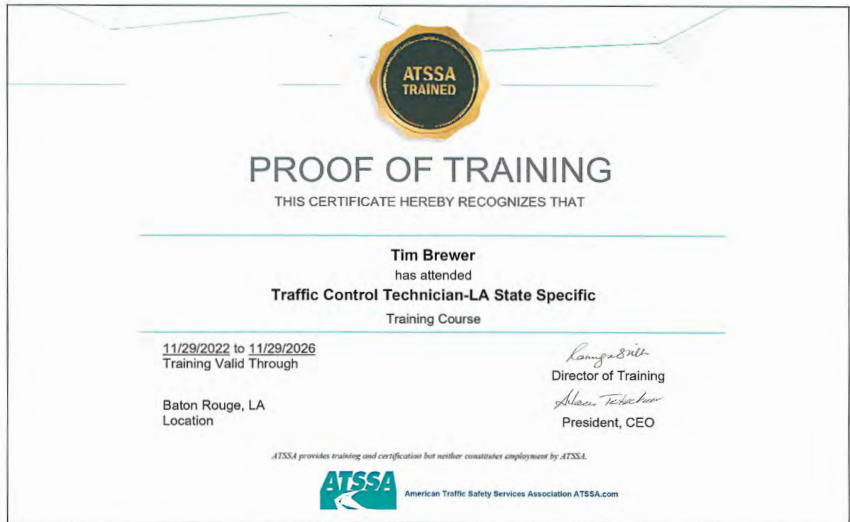 ATSSA
TRAINED
PROOF OF TRAINING
THIS CERTIFICATE HEREBY RECOGNIZES THAT
Tim Brewer
has attended
Traffic Control Technician-LA State Specific
Training Course
11/29/2022 to 11/29/2026
Training Valid Through
Director of Training
Baton Rouge, LA
Location
President, CEO
ATSSA provides training and certification but neither constitutes employment by ATSSA.
ATSSA
American Traffic Safety Services Association ATSSA.com